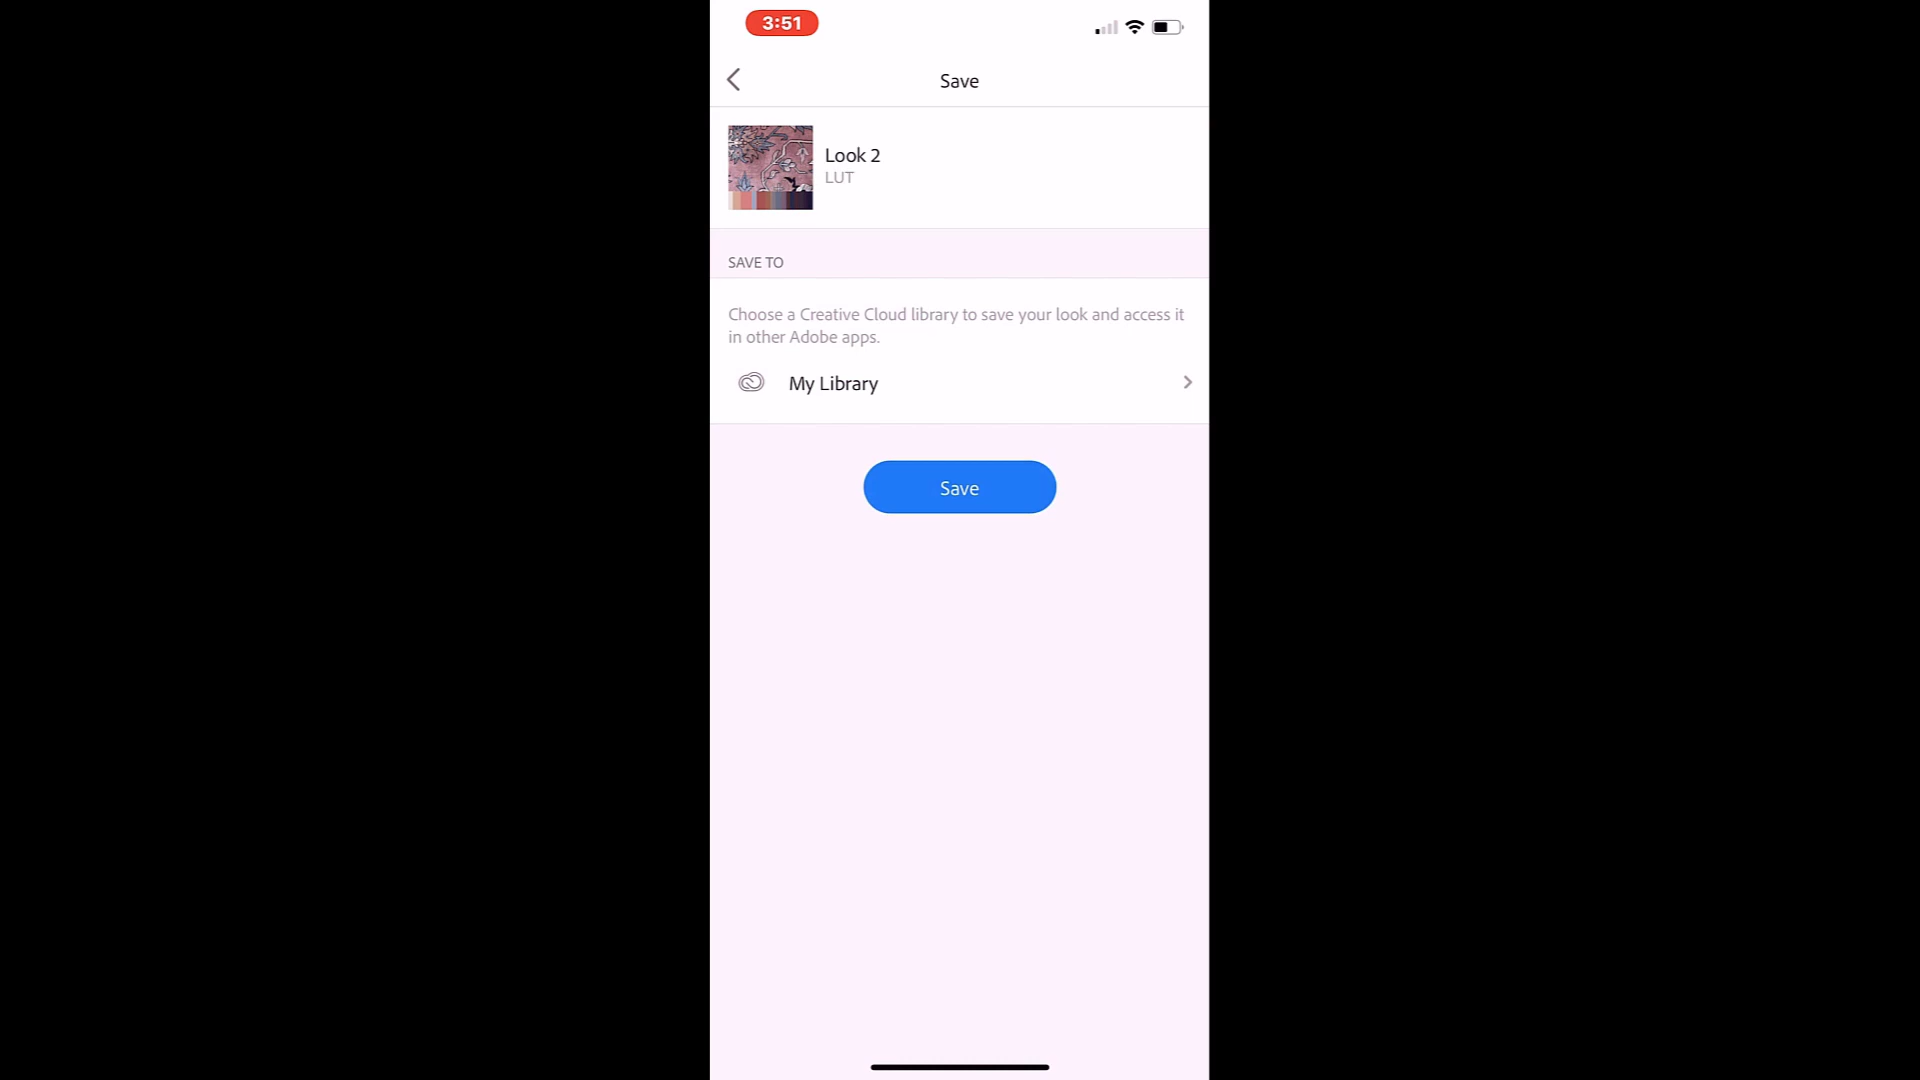 3:51
Save
Look 2
LUT
SAVE TO
Choose a Creative Cloud library to save your look and access it
in other Adobe apps.
My Library
Save